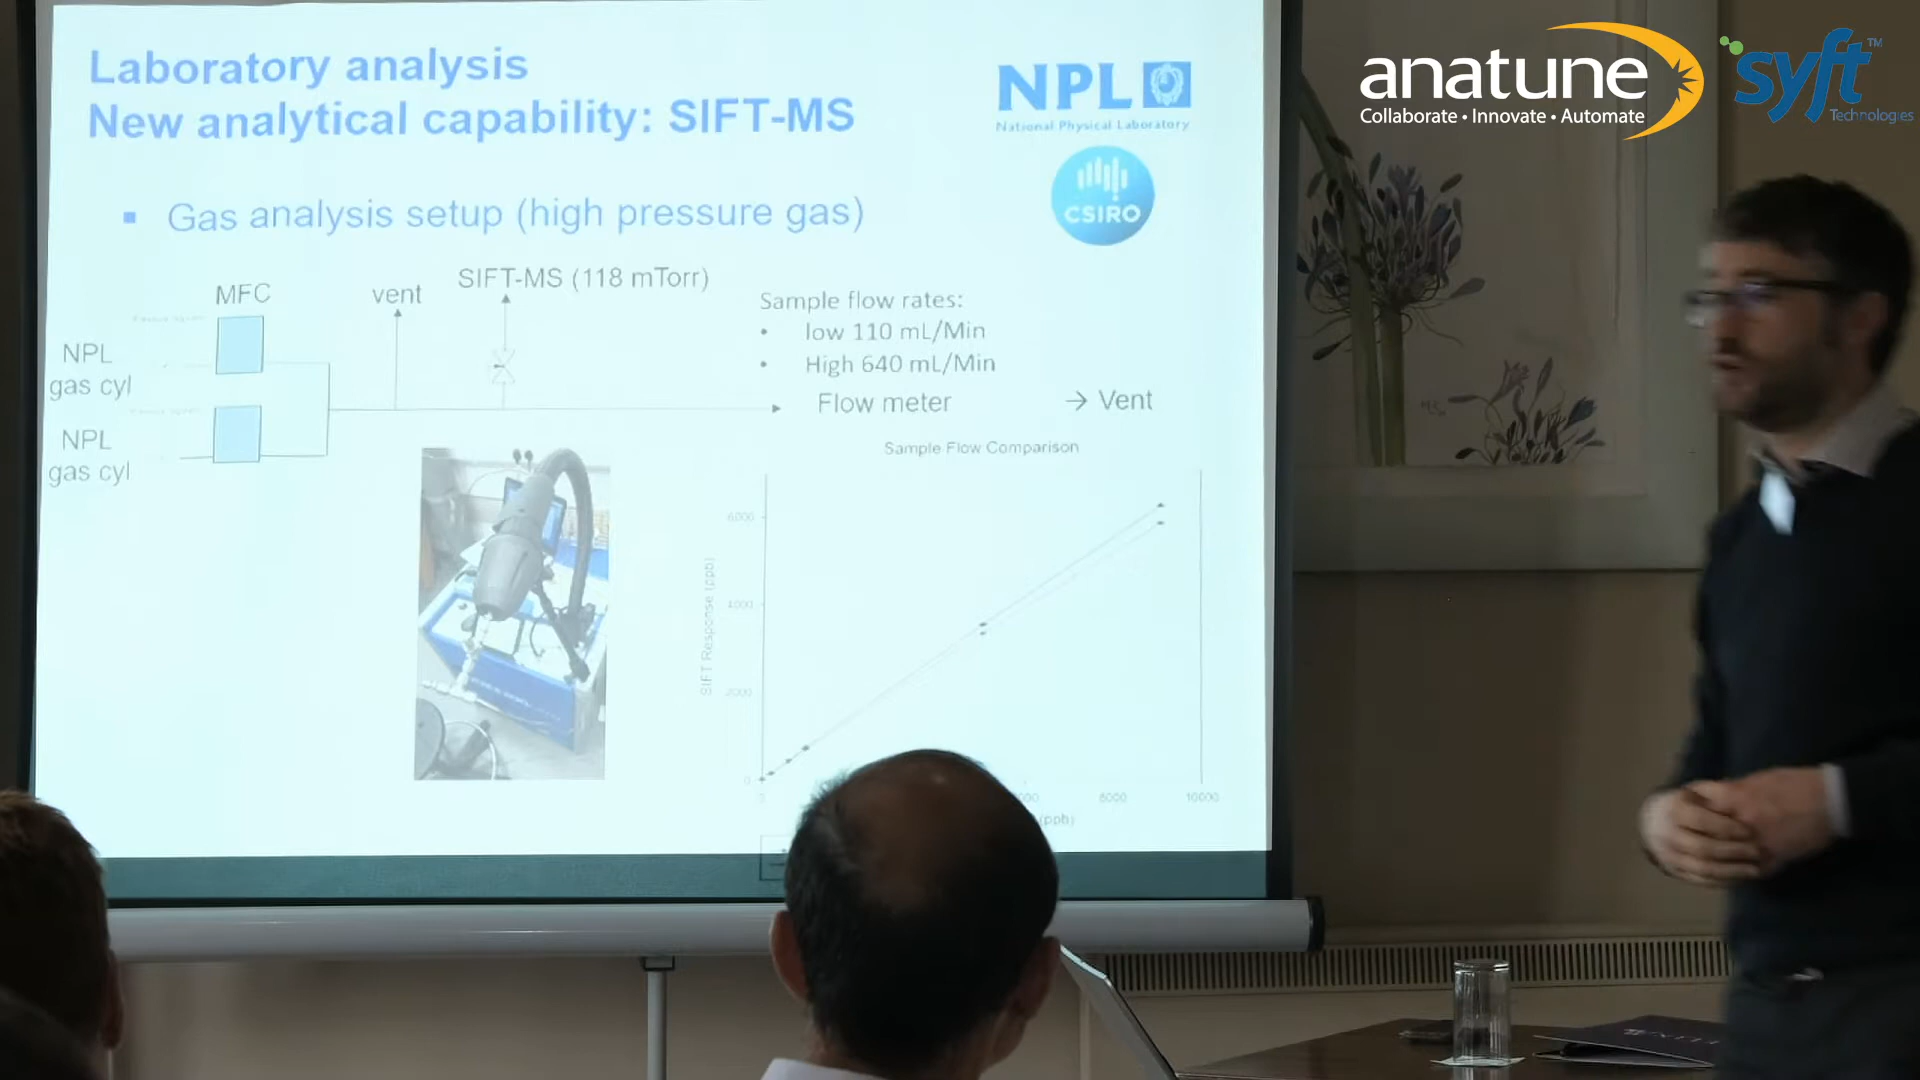 Laboratory analysis
New analytical capability: SIFT-MS
NPL
National Physical Laboratory
CSIRO
anatune
Collaborate • Innovate • Automate
syft™
Technologies
▪ Gas analysis setup (high pressure gas)
MFC
vent
SIFT-MS (118 mTorr)
NPL
gas cyl
NPL
gas cyl
Sample flow rates:
• low 110 mL/Min
• High 640 mL/Min
Flow meter
→ Vent
Sample Flow Comparison
SIFT Response (ppb)
6000
4000
2000
0
0
8000
10000
(ppb)